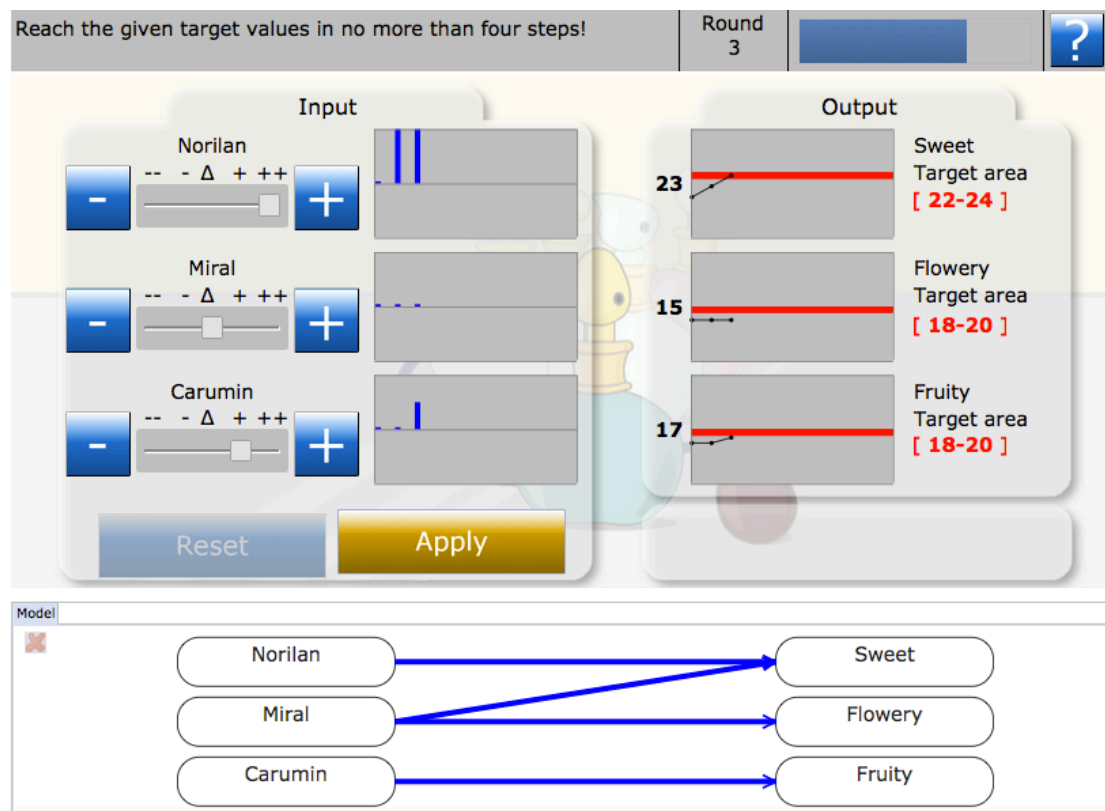 Reach the given target values in no more than four steps!
Round
3
?
Input
Norilan
-- - Δ + ++
-
+
Miral
-- - Δ + ++
-
+
Carumin
-- - Δ + ++
-
+
Reset
Apply
Output
23
Sweet
Target area
[ 22-24 ]
15
Flowery
Target area
[ 18-20 ]
17
Fruity
Target area
[ 18-20 ]
Model
Norilan
Sweet
Miral
Flowery
Carumin
Fruity